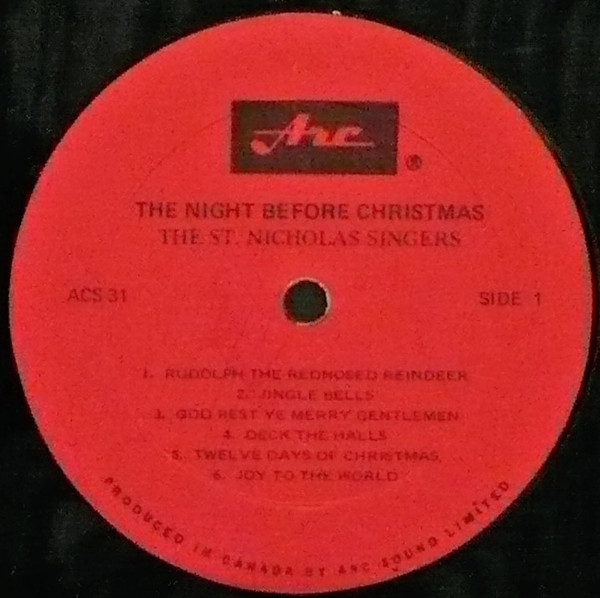 Arc ®
THE NIGHT BEFORE CHRISTMAS
THE ST. NICHOLAS SINGERS
ACS 31
SIDE 1
1. RUDOLPH THE REDNOSED REINDEER
2. JINGLE BELLS
3. GOD REST YE MERRY GENTLEMEN
4. DECK THE HALLS
5. TWELVE DAYS OF CHRISTMAS,
6. JOY TO THE WORLD
PRODUCED IN CANADA BY ARC SOUND LIMITED